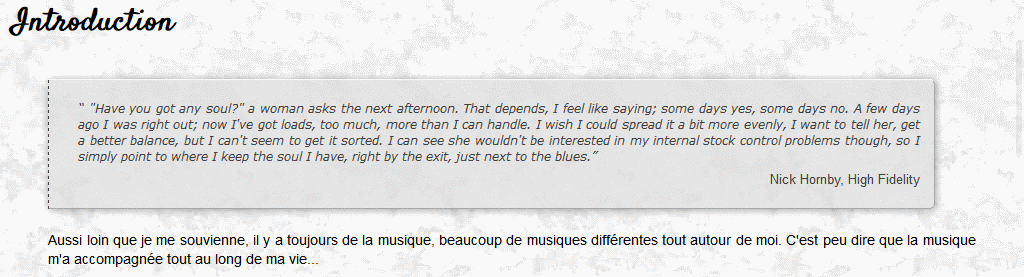 Introduction
“ "Have you got any soul?" a woman asks the next afternoon. That depends, I feel like saying; some days yes, some days no. A few days
ago I was right out; now I've got loads, too much, more than I can handle. I wish I could spread it a bit more evenly, I want to tell her, get
a better balance, but I can't seem to get it sorted. I can see she wouldn't be interested in my internal stock control problems though, so I
simply point to where I keep the soul I have, right by the exit, just next to the blues.”
Nick Hornby, High Fidelity
Aussi loin que je me souvienne, il y a toujours de la musique, beaucoup de musiques différentes tout autour de moi. C'est peu dire que la musique
m'a accompagnée tout au long de ma vie...